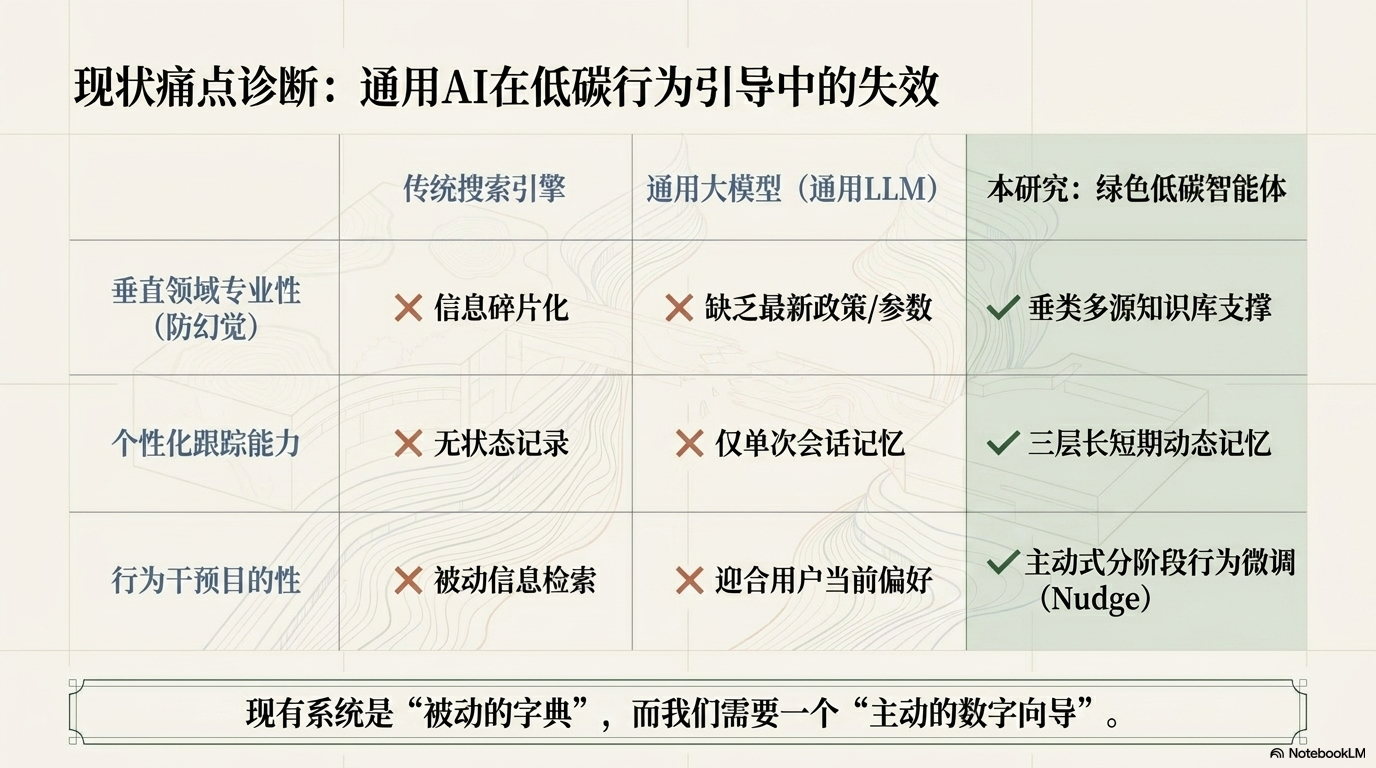 现状痛点诊断：通用AI在低碳行为引导中的失效
传统搜索引擎
通用大模型（通用LLM）
本研究：绿色低碳智能体
垂直领域专业性
（防幻觉）
信息碎片化
缺乏最新政策/参数
垂类多源知识库支撑
个性化跟踪能力
无状态记录
仅单次会话记忆
三层长短期动态记忆
行为干预目的性
被动信息检索
迎合用户当前偏好
主动式分阶段行为微调
（Nudge）
现有系统是“被动的字典”，而我们需要一个“主动的数字向导”。
NotebookLM